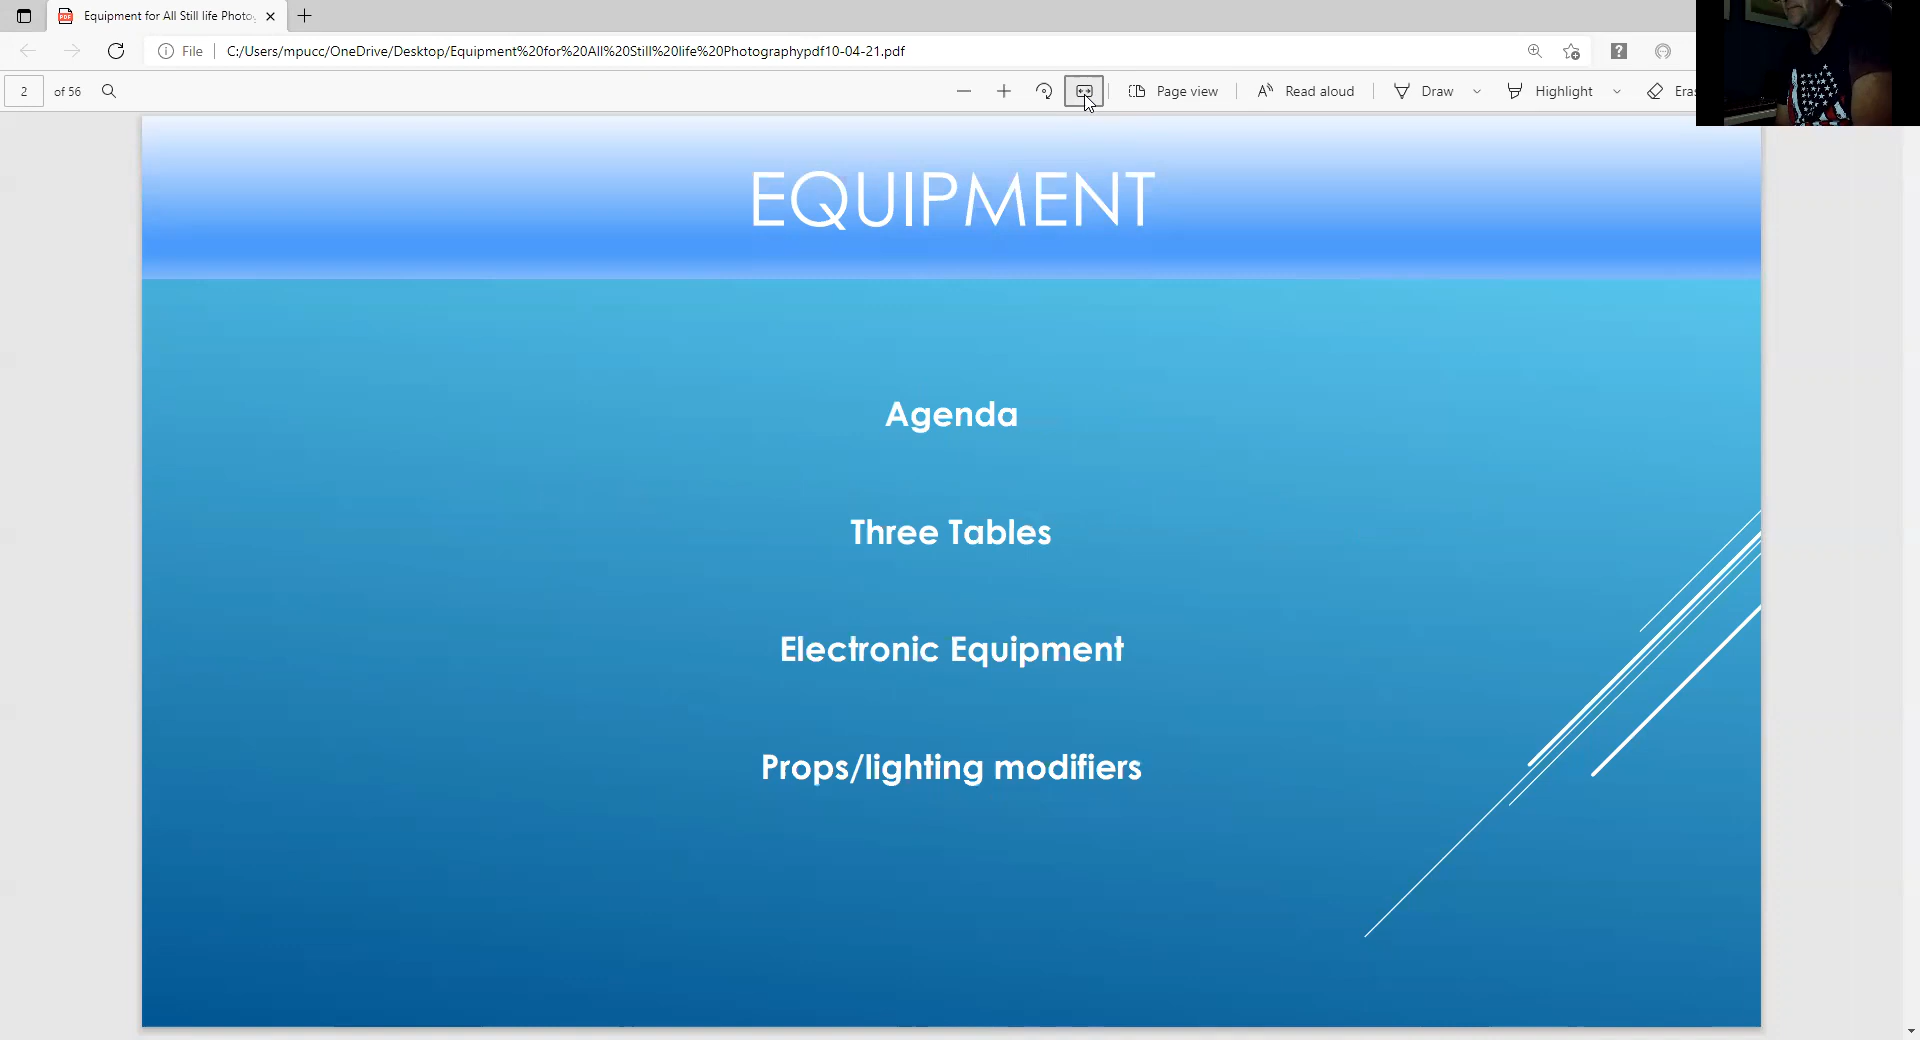 Equipment for All Still life Photo
File
C:/Users/mpucc/OneDrive/Desktop/Equipment%20for%20All%20Still%20life%20Photographypdf10-04-21.pdf
2 of 56
Page view
Read aloud
Draw
Highlight
Eras
EQUIPMENT
Agenda
Three Tables
Electronic Equipment
Props/lighting modifiers